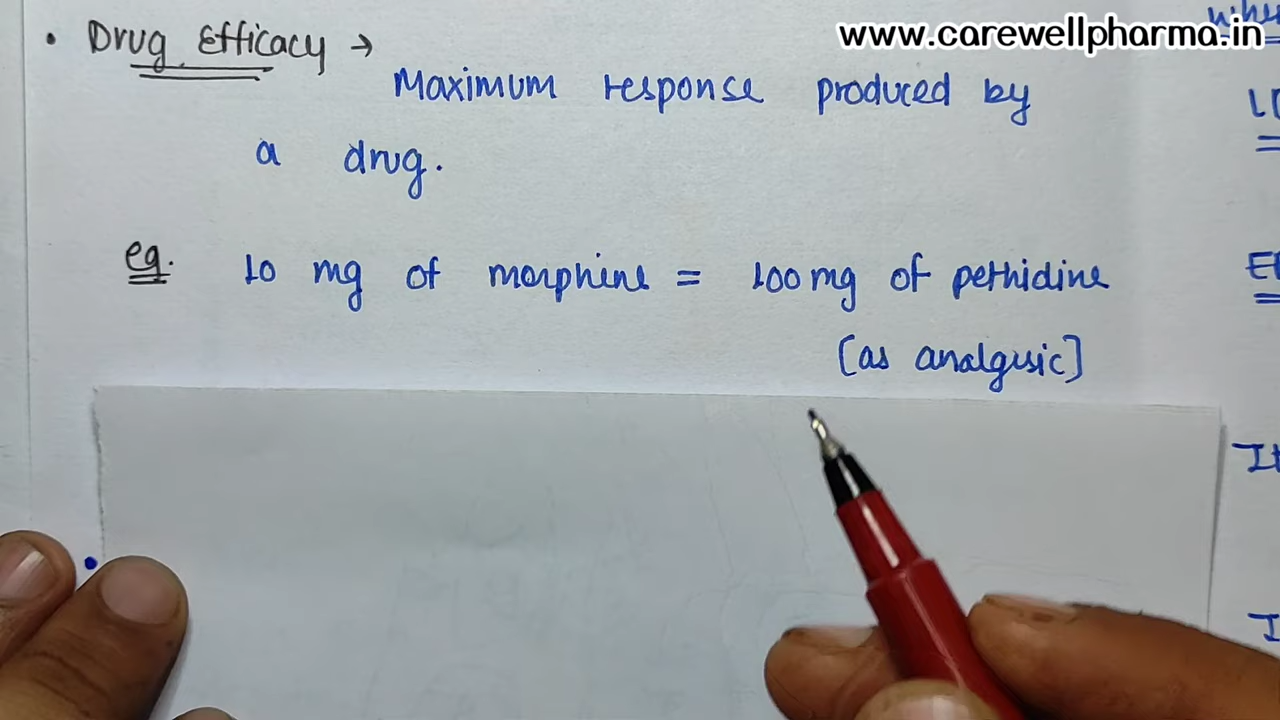 www.carewellpharma.in
• Drug Efficacy →
Maximum response produced by
a drug.
eg. 10 mg of morphine = 100 mg of pethidine
[as analgesic]